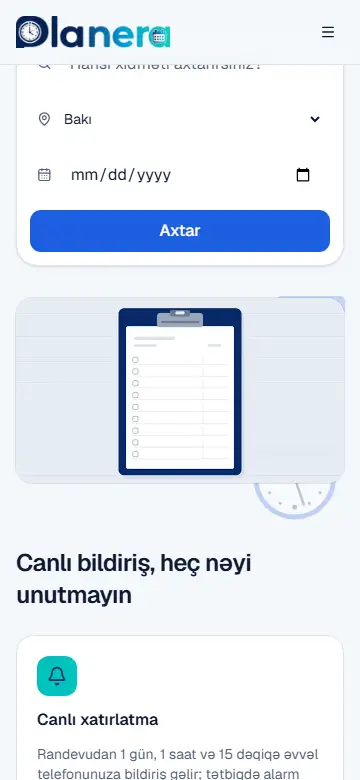 Planera
Hansı xidməti axtarırsınız?
Bakı
mm/dd/yyyy
Axtar
Canlı bildiriş, heç nəyi
unutmayın
Canlı xatırlatma
Randevudan 1 gün, 1 saat və 15 dəqiqə əvvəl
telefonunuza bildiriş gəlir; tətbiqdə alarm